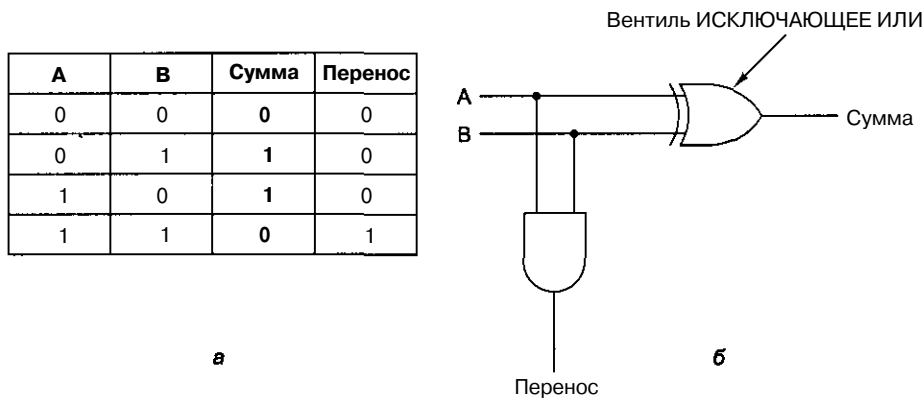 Вентиль ИСКЛЮЧАЮЩЕЕ ИЛИ
A B Сумма Перенос
0 0 0 0
0 1 1 0
1 0 1 0
1 1 0 1
A
B
Сумма
Перенос
а
б